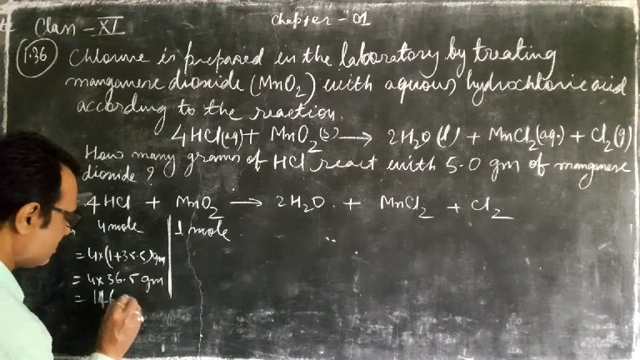 Class - XI Chapter - 01
1.36 Chlorine is prepared in the laboratory by treating
manganese dioxide (MnO₂) with aqueous hydrochloric acid
according to the reaction.
4HCl(aq) + MnO₂(s) → 2H₂O(l) + MnCl₂(aq.) + Cl₂(g)
How many grams of HCl react with 5.0 gm of manganese
dioxide?
4HCl + MnO₂ → 2H₂O + MnCl₂ + Cl₂
4 mole 1 mole
= 4×(1+35.5) gm
= 4×36.5 gm
= 146